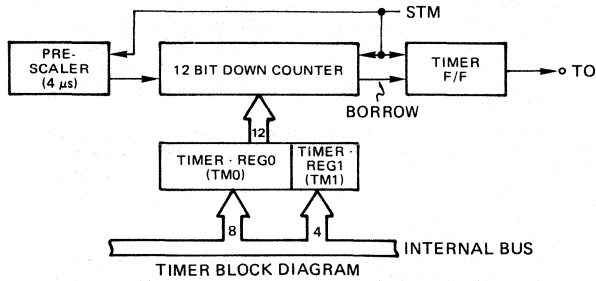 STM
PRE-
SCALER
(4 μs)
12 BIT DOWN COUNTER
TIMER
F/F
TO
BORROW
12
TIMER · REG0
(TM0)
TIMER ·
REG1
(TM1)
8
4
INTERNAL BUS
TIMER BLOCK DIAGRAM